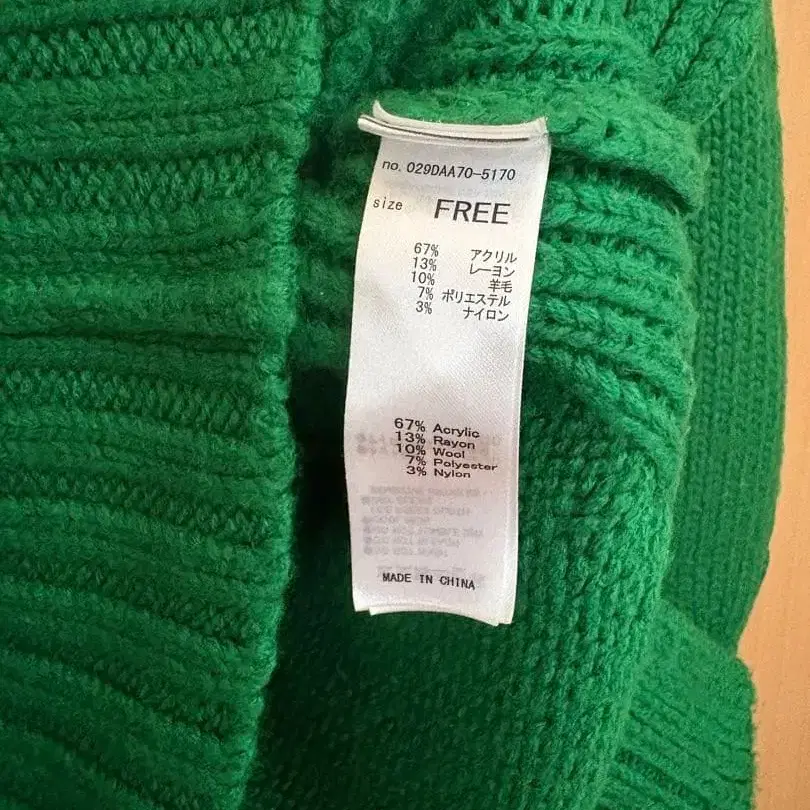 no. 029DAA70-5170
size FREE
67% アクリル
13% レーヨン
10% 羊毛
7% ポリエステル
3% ナイロン
67% Acrylic
13% Rayon
10% Wool
7% Polyester
3% Nylon
MADE IN CHINA